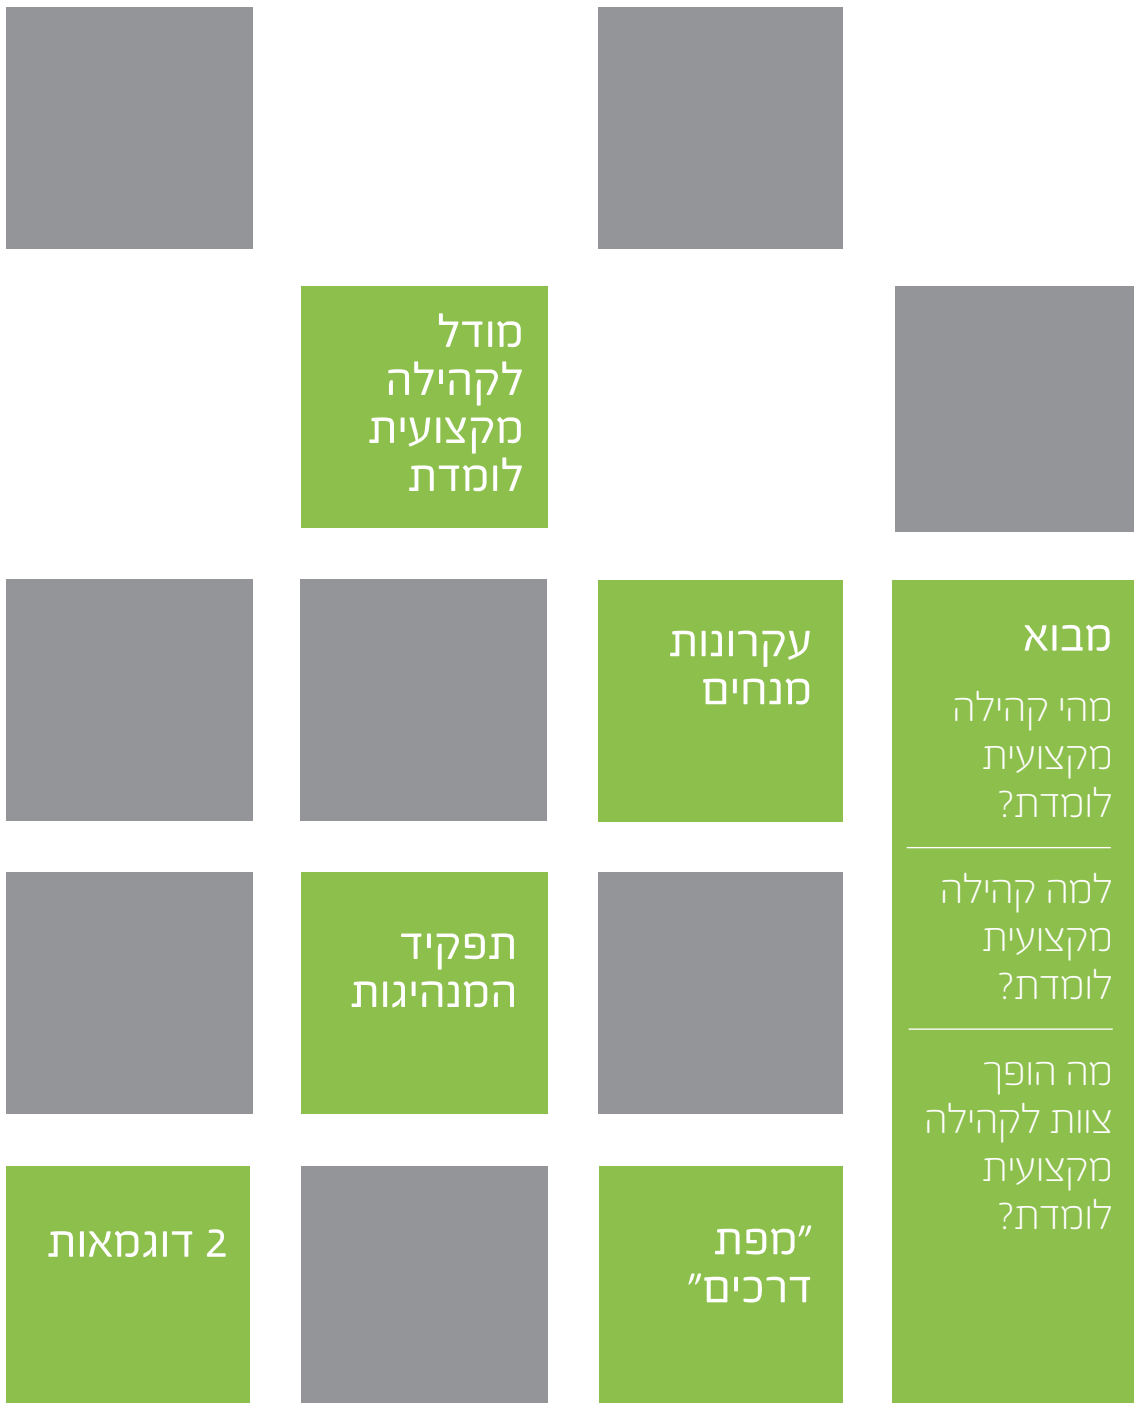 מודל
לקהילה
מקצועית
לומדת
מבוא
מהי קהילה
מקצועית
לומדת?
למה קהילה
מקצועית
לומדת?
מה הופך
צוות לקהילה
מקצועית
לומדת?
עקרונות
מנחים
תפקיד
המנהיגות
"מפת
דרכים"
2 דוגמאות